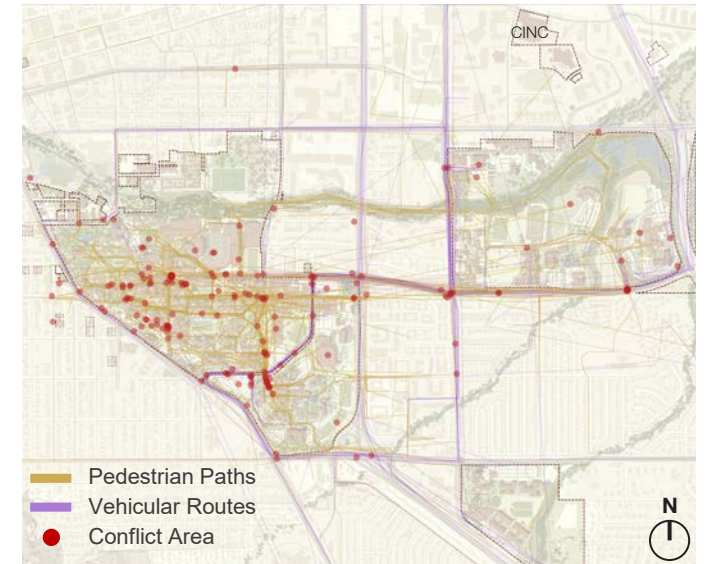 CINC
Pedestrian Paths
Vehicular Routes
Conflict Area
N